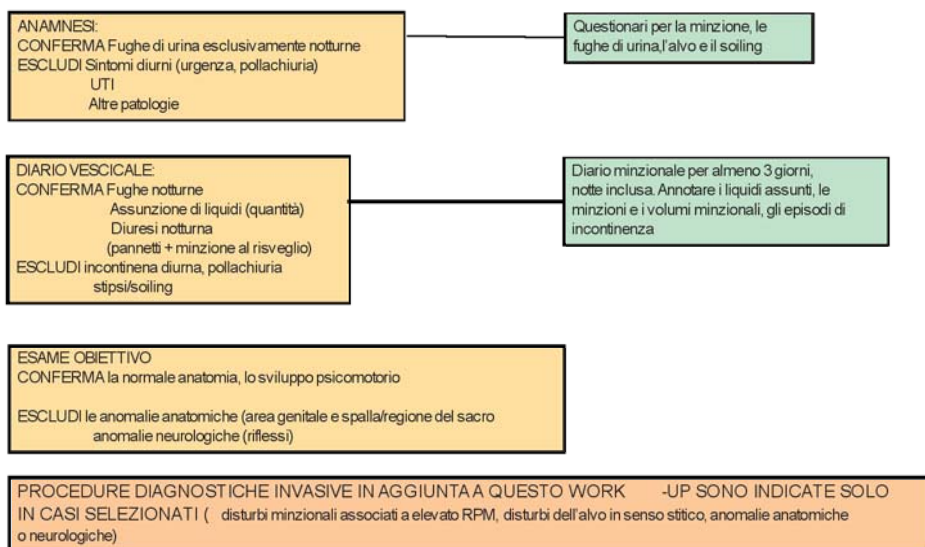 ANAMNESI:
CONFERMA Fughe di urina esclusivamente notturne
ESCLUDI Sintomi diurni (urgenza, pollachiuria)
UTI
Altre patologie
Questionari per la minzione, le
fughe di urina,l'alvo e il soiling
DIARIO VESCICALE:
CONFERMA Fughe notturne
Assunzione di liquidi (quantità)
Diuresi notturna
(pannetti + minzione al risveglio)
ESCLUDI incontinena diurna, pollachiuria
stipsi/soiling
Diario minzionale per almeno 3 giorni,
notte inclusa. Annotare i liquidi assunti, le
minzioni e i volumi minzionali, gli episodi di
incontinenza
ESAME OBIETTIVO
CONFERMA la normale anatomia, lo sviluppo psicomotorio
ESCLUDI le anomalie anatomiche (area genitale e spalla/regione del sacro
anomalie neurologiche (riflessi)
PROCEDURE DIAGNOSTICHE INVASIVE IN AGGIUNTA A QUESTO WORK -UP SONO INDICATE SOLO
IN CASI SELEZIONATI ( disturbi minzionali associati a elevato RPM, disturbi dell'alvo in senso stitico, anomalie anatomiche
o neurologiche)